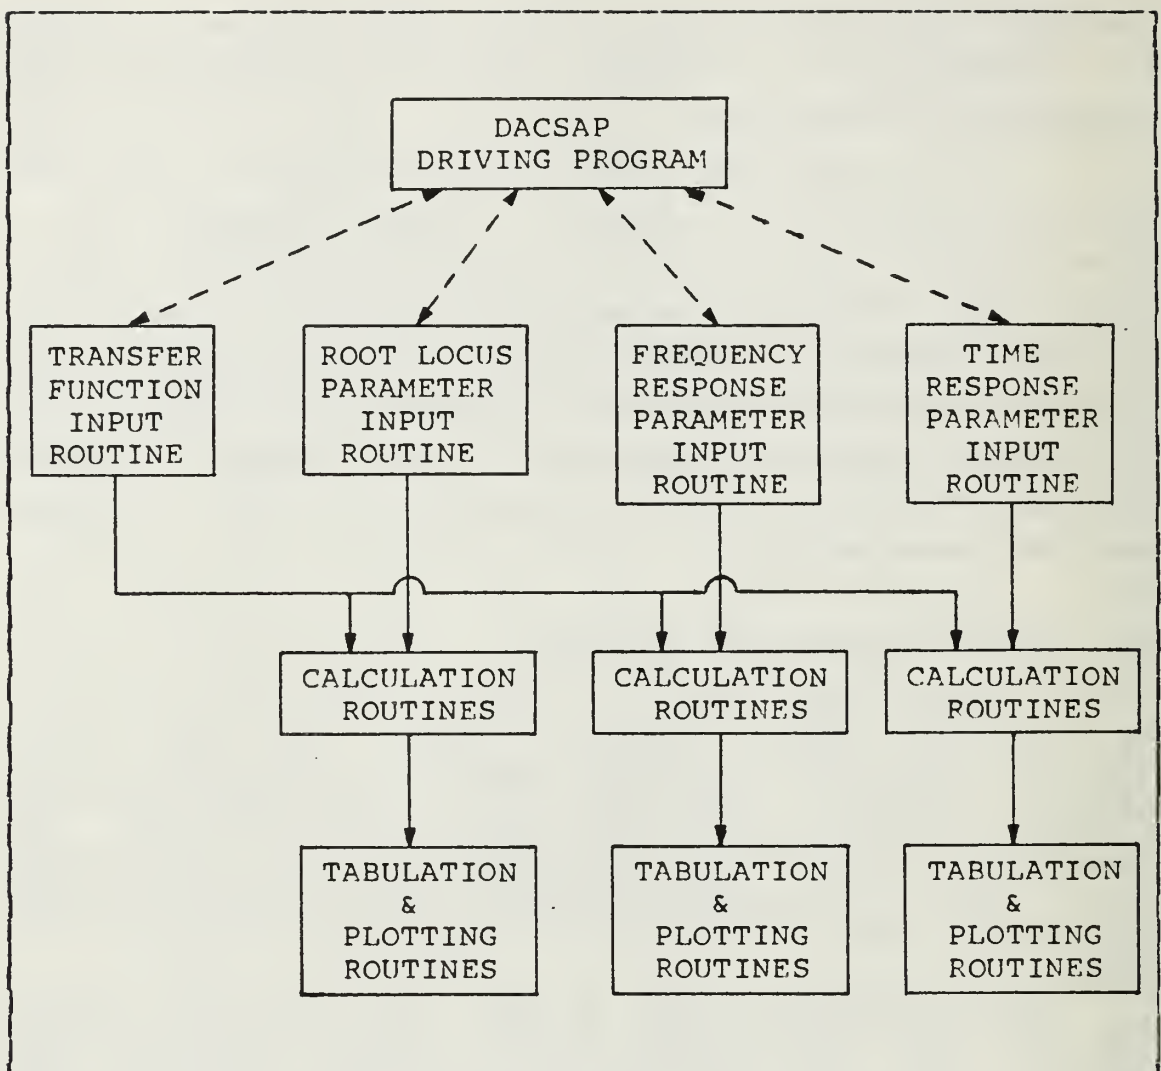 DACSAP
DRIVING PROGRAM
TRANSFER
FUNCTION
INPUT
ROUTINE
ROOT LOCUS
PARAMETER
INPUT
ROUTINE
FREQUENCY
RESPONSE
PARAMETER
INPUT
ROUTINE
TIME
RESPONSE
PARAMETER
INPUT
ROUTINE
CALCULATION
ROUTINES
CALCULATION
ROUTINES
CALCULATION
ROUTINES
TABULATION
&
PLOTTING
ROUTINES
TABULATION
&
PLOTTING
ROUTINES
TABULATION
&
PLOTTING
ROUTINES